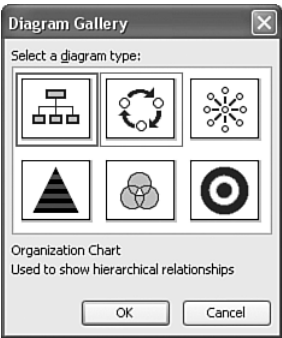 Diagram Gallery
Select a diagram type:
Organization Chart
Used to show hierarchical relationships
OK
Cancel